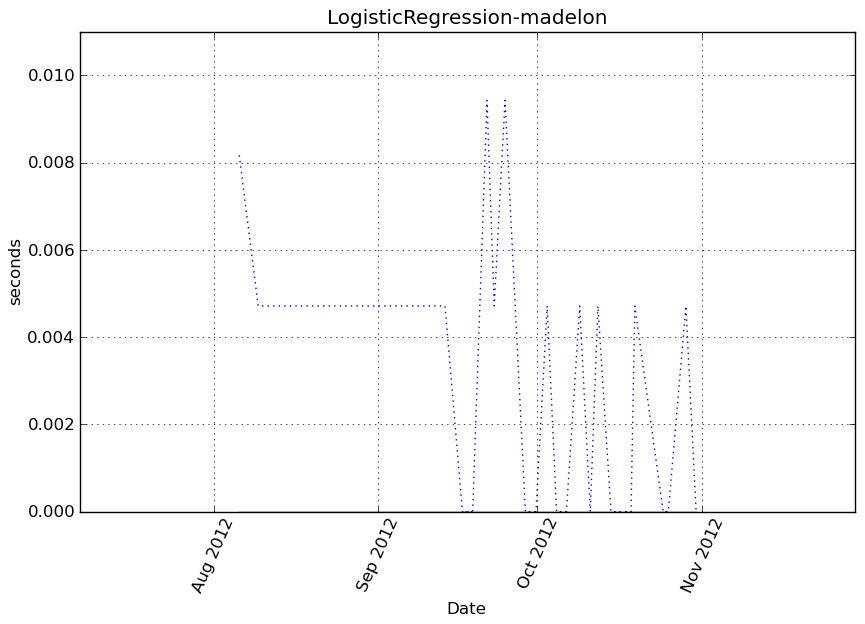 LogisticRegression-madelon
0.010
0.008
0.006
0.004
0.002
0.000
seconds
Aug 2012
Sep 2012
Oct 2012
Nov 2012
Date